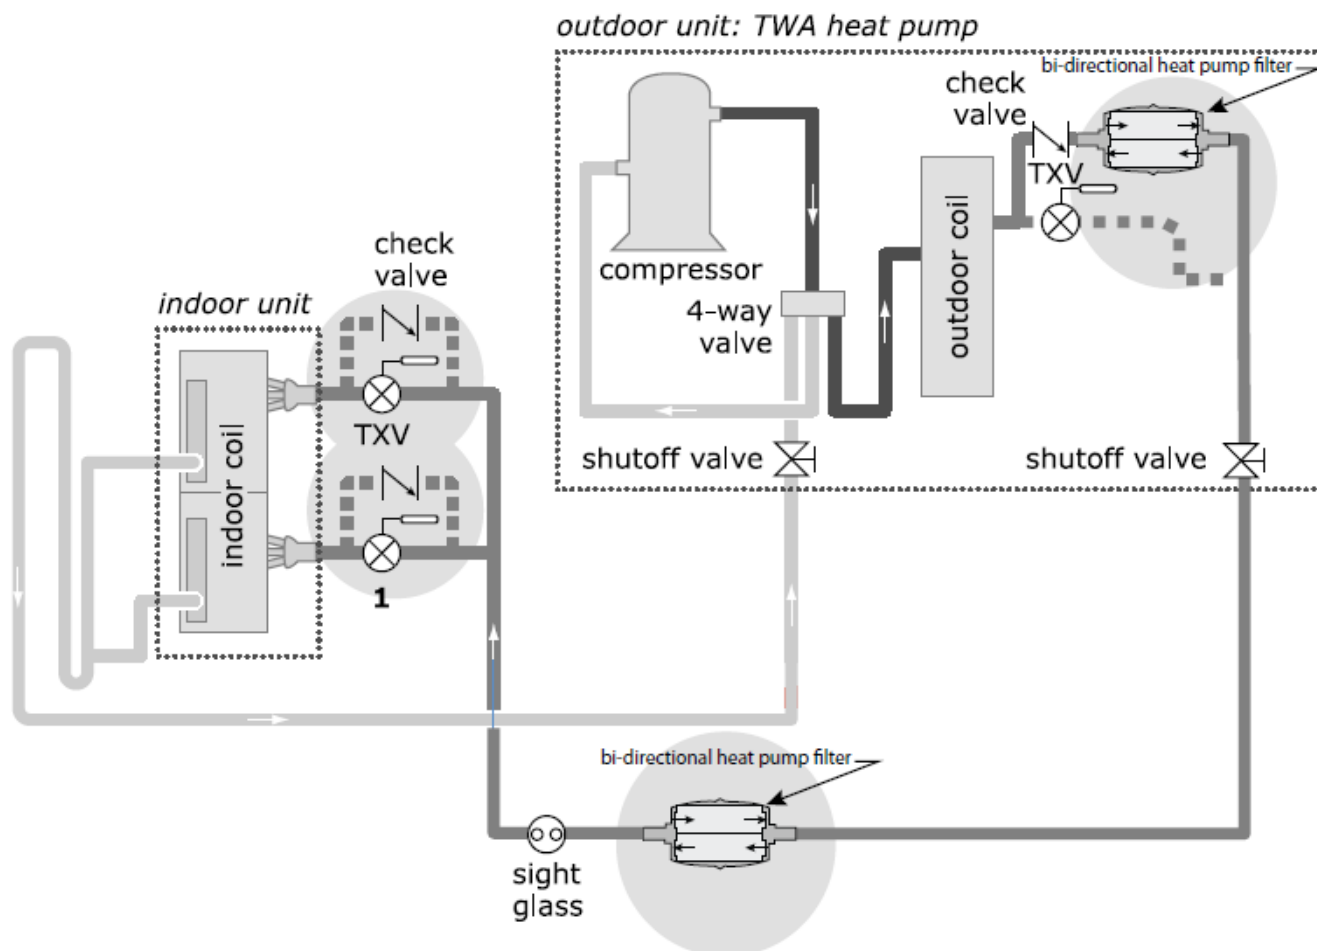 outdoor unit: TWA heat pump
bi-directional heat pump filter
check
valve
TXV
compressor
outdoor coil
4-way
valve
check
valve
indoor unit
TXV
indoor coil
shutoff valve
shutoff valve
1
bi-directional heat pump filter
sight
glass